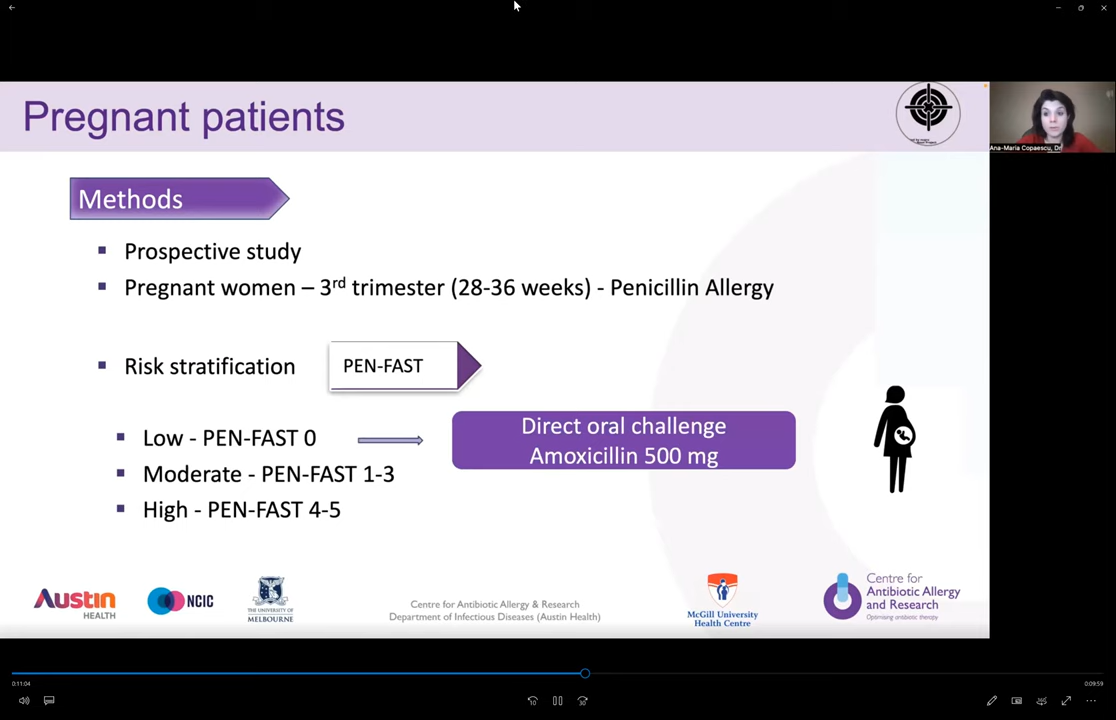 Pregnant patients
Ana-Maria Copaescu, Dr
Methods
▪ Prospective study
▪ Pregnant women – 3rd trimester (28-36 weeks) - Penicillin Allergy
▪ Risk stratification
PEN-FAST
▪ Low - PEN-FAST 0
Direct oral challenge
Amoxicillin 500 mg
▪ Moderate - PEN-FAST 1-3
▪ High - PEN-FAST 4-5
Austin
HEALTH
NCIC
THE UNIVERSITY OF
MELBOURNE
Centre for Antibiotic Allergy & Research
Department of Infectious Diseases (Austin Health)
McGill University
Health Centre
Centre for
Antibiotic Allergy
and Research
Optimising antibiotic therapy
0:11:04
0:09:59
10
30